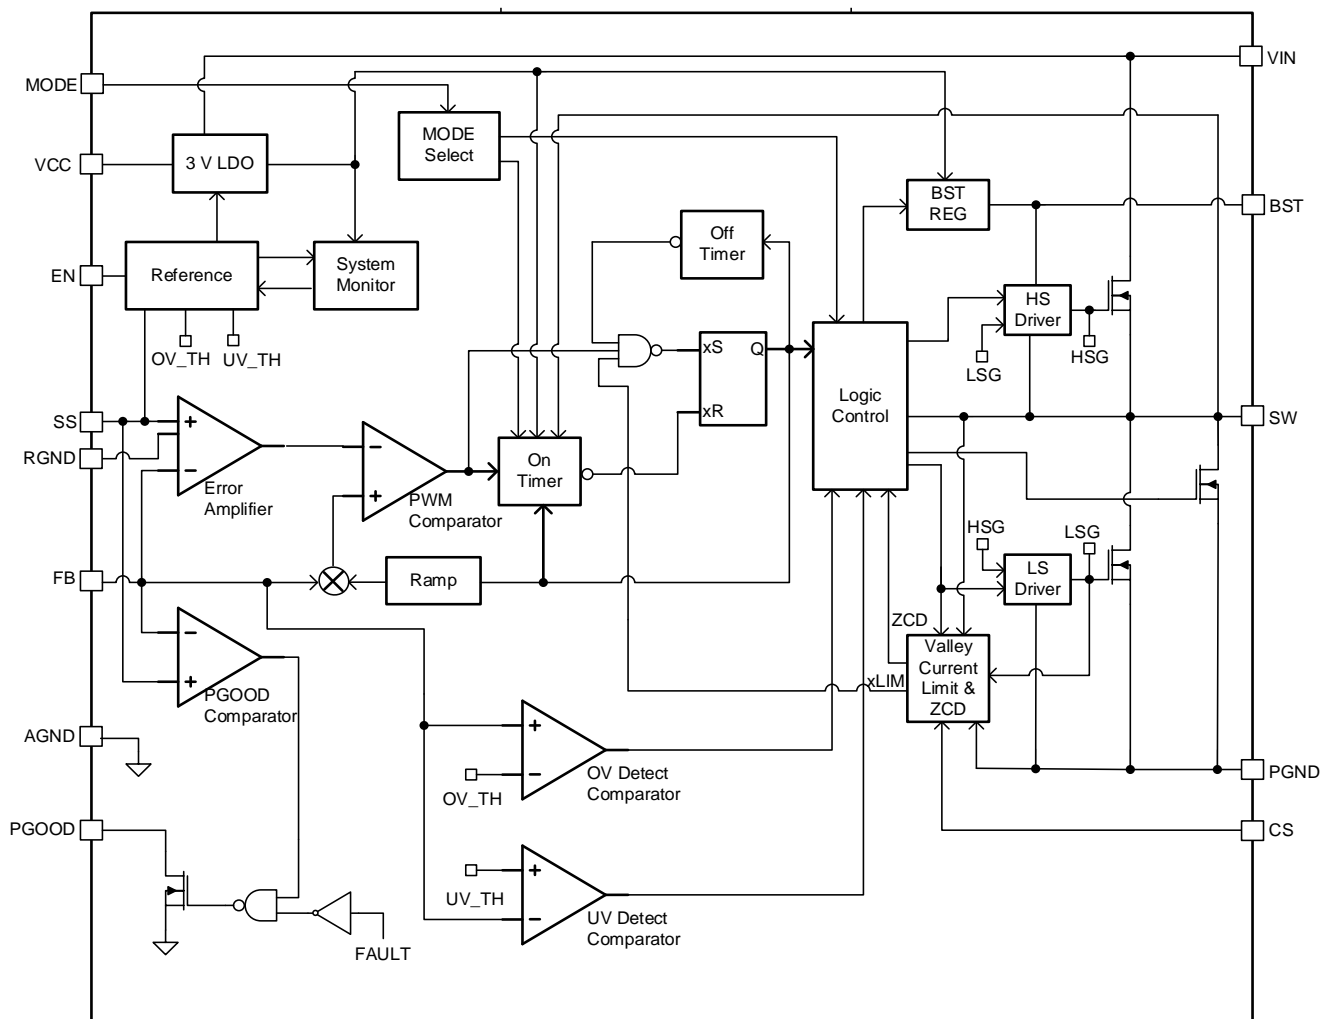 VIN
MODE
MODE
Select
VCC
3 V LDO
BST
REG
BST
Off
Timer
EN
Reference
System
Monitor
HS
Driver
OV_TH
UV_TH
LSG
HSG
xS
Q
xR
Logic
Control
SS
RGND
+
−
Error
Amplifier
−
+
PWM
Comparator
On
Timer
SW
HSG
LSG
LS
Driver
FB
Ramp
ZCD
Valley
Current
Limit &
ZCD
xLIM
−
+
PGOOD
Comparator
AGND
+
−
OV_TH
OV Detect
Comparator
PGND
PGOOD
CS
+
−
UV_TH
UV Detect
Comparator
FAULT